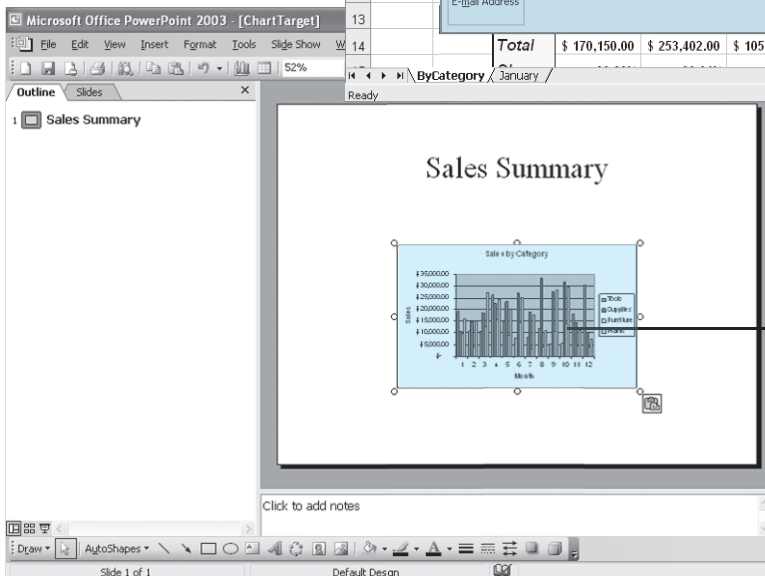 Microsoft Office PowerPoint 2003 - [ChartTarget]
File Edit View Insert Format Tools Slide Show
52%
Outline Slides
1 Sales Summary
E-mail Address
13
14 Total $ 170,150.00 $ 253,402.00 $ 105
ByCategory January
Ready
Sales Summary
Sales by Category
$35,000.00
$30,000.00
$25,000.00
$20,000.00
$15,000.00
$10,000.00
$5,000.00
Sales
1 2 3 4 5 6 7 8 9 10 11 12
Month
Tools
Supplies
Furniture
Click to add notes
Draw AutoShapes
Slide 1 of 1 Default Design